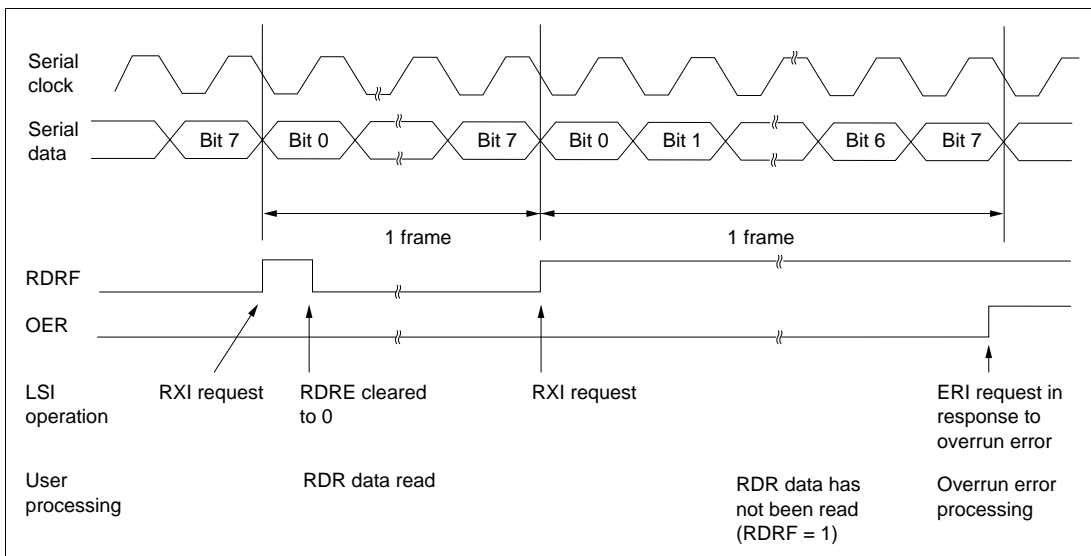 Serial
clock
Serial
data
Bit 7
Bit 0
Bit 7
Bit 0
Bit 1
Bit 6
Bit 7
1 frame
1 frame
RDRF
OER
LSI
operation
RXI request
RDRE cleared
to 0
RXI request
ERI request in
response to
overrun error
User
processing
RDR data read
RDR data has
not been read
(RDRF = 1)
Overrun error
processing